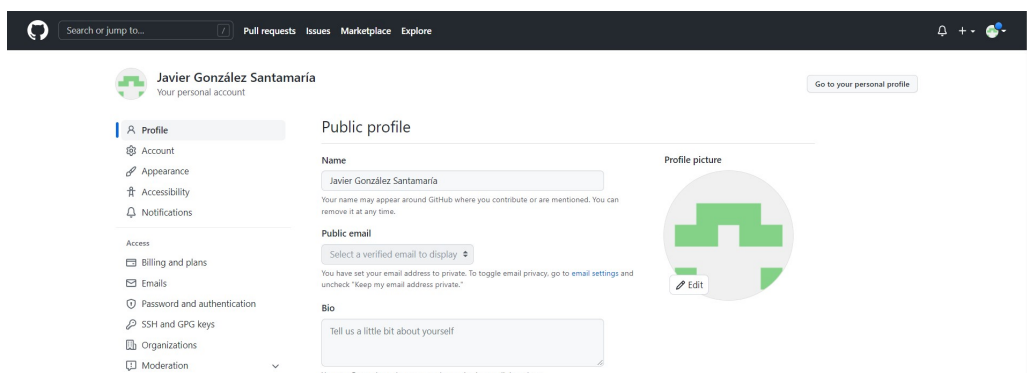 Search or jump to... / Pull requests Issues Marketplace Explore
Javier González Santamaría
Your personal account
Go to your personal profile
Profile
Account
Appearance
Accessibility
Notifications
Access
Billing and plans
Emails
Password and authentication
SSH and GPG keys
Organizations
Moderation
Public profile
Name
Javier González Santamaría
Your name may appear around GitHub where you contribute or are mentioned. You can
remove it at any time.
Public email
Select a verified email to display
You have set your email address to private. To toggle email privacy, go to email settings and
uncheck "Keep my email address private."
Bio
Tell us a little bit about yourself
Profile picture
Edit